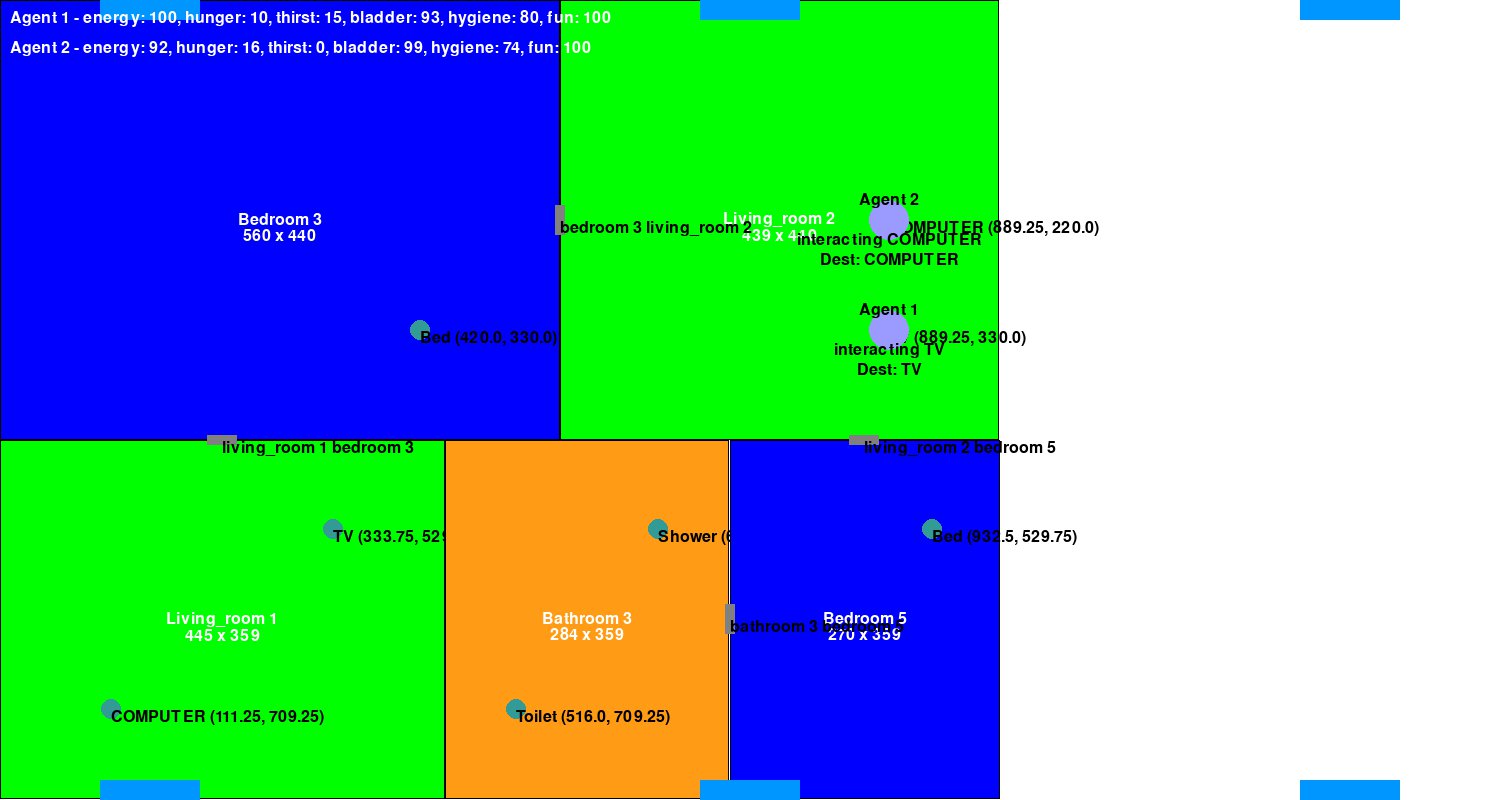 Agent 1 - energy: 100, hunger: 10, thirst: 15, bladder: 93, hygiene: 80, fun: 100
Agent 2 - energy: 92, hunger: 16, thirst: 0, bladder: 99, hygiene: 74, fun: 100
Agent 2
Bedroom 3
560 x 440
Living_room 2
439 x 440
bedroom 3 living_room 2
OMPUTER (889.25, 220.0)
interacting COMPUTER
Dest: COMPUTER
Agent 1
(889.25, 330.0)
Bed (420.0, 330.0)
interacting TV
Dest: TV
living_room 1 bedroom 3
living_room 2 bedroom 5
TV (333.75, 529
Shower (6
Bed (932.5, 529.75)
Living_room 1
445 x 359
Bathroom 3
284 x 359
Bedroom 5
270 x 359
bathroom 3 bedroom 5
COMPUTER (111.25, 709.25)
Toilet (516.0, 709.25)